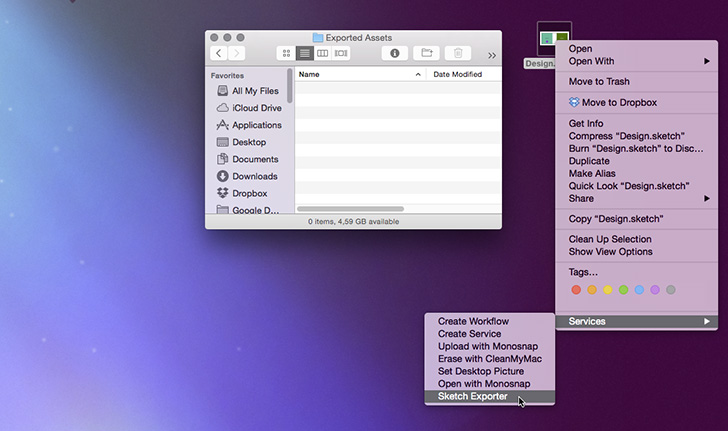 Exported Assets
Favorites
All My Files
iCloud Drive
Applications
Desktop
Documents
Downloads
Dropbox
Google D...
Name
Date Modified
0 items, 4,59 GB available
Design.
Open
Open With
Move to Trash
Move to Dropbox
Get Info
Compress “Design.sketch”
Burn “Design.sketch” to Disc...
Duplicate
Make Alias
Quick Look “Design.sketch”
Share
Copy “Design.sketch”
Clean Up Selection
Show View Options
Tags...
Services
Create Workflow
Create Service
Upload with Monosnap
Erase with CleanMyMac
Set Desktop Picture
Open with Monosnap
Sketch Exporter